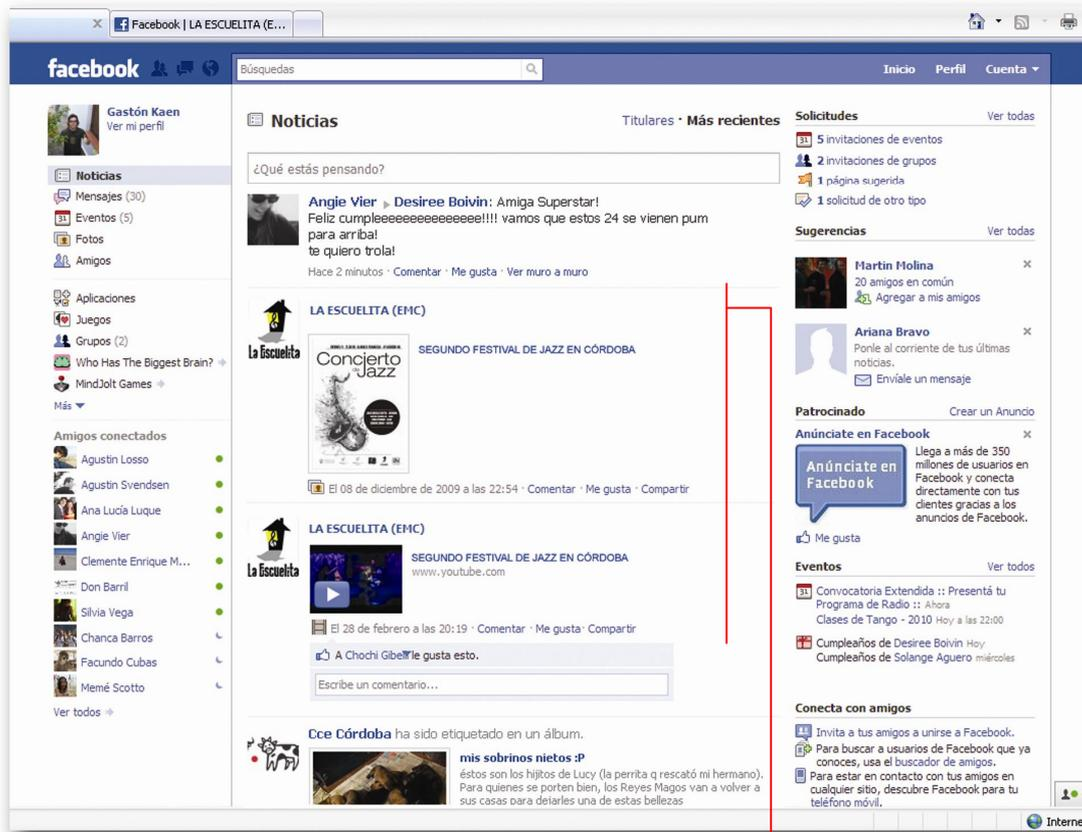 Facebook | LA ESCUELITA (E...
facebook
Búsquedas
Inicio
Perfil
Cuenta
Gastón Kaen
Ver mi perfil
Noticias
Mensajes (30)
Eventos (5)
Fotos
Amigos
Aplicaciones
Juegos
Grupos (2)
Who Has The Biggest Brain?
MindJolt Games
Más
Amigos conectados
Agustin Losso
Agustin Svendsen
Ana Lucía Luque
Angie Vier
Clemente Enrique M...
Don Barril
Silvia Vega
Chanca Barros
Facundo Cubas
Memé Scotto
Ver todos
Noticias
Titulares · Más recientes
¿Qué estás pensando?
Angie Vier ▶ Desiree Boivin: Amiga Superstar!
Feliz cumpleeeeeeeeeeeeeee!!!! vamos que estos 24 se vienen pum
para arriba!
te quiero trola!
Hace 2 minutos · Comentar · Me gusta · Ver muro a muro
La Escuelita
LA ESCUELITA (EMC)
Concierto
de Jazz
SEGUNDO FESTIVAL DE JAZZ EN CÓRDOBA
El 08 de diciembre de 2009 a las 22:54 · Comentar · Me gusta · Compartir
La Escuelita
LA ESCUELITA (EMC)
SEGUNDO FESTIVAL DE JAZZ EN CÓRDOBA
www.youtube.com
El 28 de febrero a las 20:19 · Comentar · Me gusta · Compartir
A Chochi le gusta esto.
Escribe un comentario...
Cce Córdoba ha sido etiquetado en un álbum.
mis sobrinos nietos :P
éstos son los hijitos de Lucy (la perrita q rescató mi hermano).
Para quienes se porten bien, los Reyes Magos van a volver a
sus casas para dejarles una de estas bellezas
Solicitudes
Ver todas
31 5 invitaciones de eventos
2 invitaciones de grupos
1 página sugerida
1 solicitud de otro tipo
Sugerencias
Ver todas
Martin Molina
20 amigos en común
Agregar a mis amigos
Ariana Bravo
Ponle al corriente de tus últimas
noticias.
Envíale un mensaje
Patrocinado
Crear un Anuncio
Anúnciate en Facebook
Anúnciate en
Facebook
Llega a más de 350
millones de usuarios en
Facebook y conecta
directamente con tus
clientes gracias a los
anuncios de Facebook.
Me gusta
Eventos
Ver todos
31 Convocatoria Extendida :: Presentá tu
Programa de Radio :: Ahora
Clases de Tango - 2010 Hoy a las 22:00
Cumpleaños de Desiree Boivin Hoy
Cumpleaños de Solange Aguero miércoles
Conecta con amigos
Invita a tus amigos a unirse a Facebook.
Para buscar a usuarios de Facebook que ya
conoces, usa el buscador de amigos.
Para estar en contacto con tus amigos en
cualquier sitio, descubre Facebook para tu
teléfono móvil.